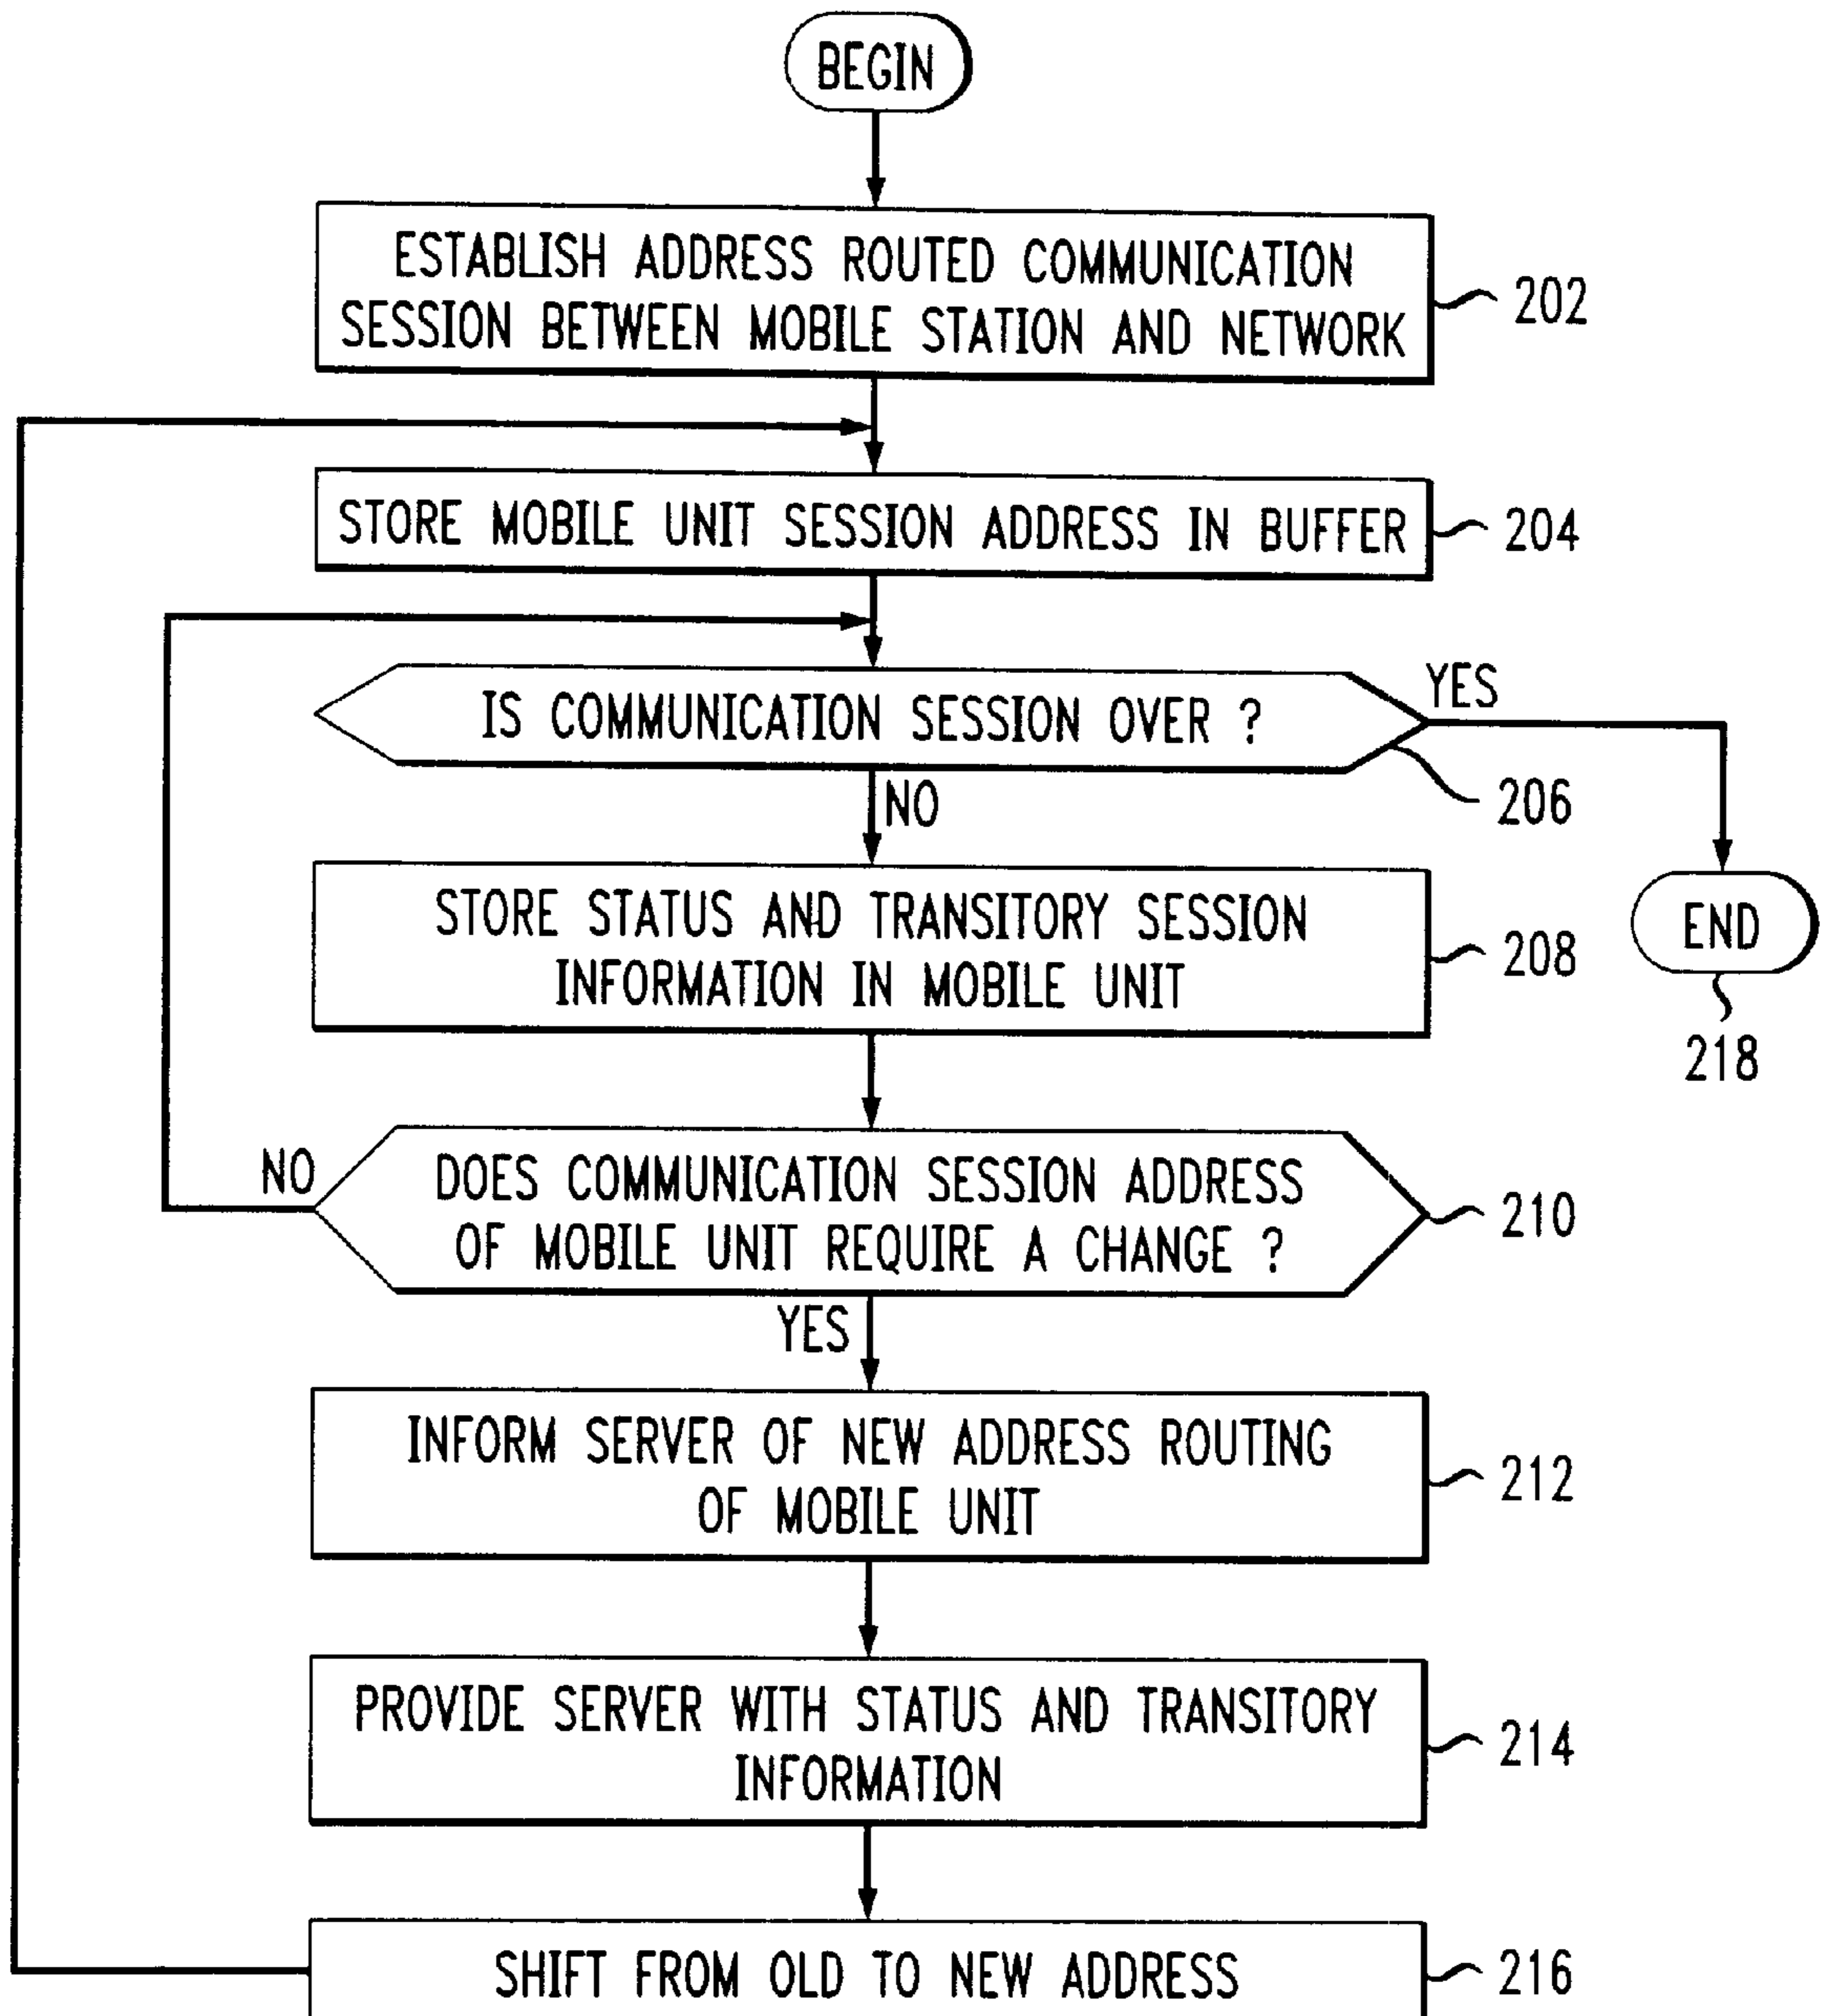 BEGIN
ESTABLISH ADDRESS ROUTED COMMUNICATION
SESSION BETWEEN MOBILE STATION AND NETWORK
202
STORE MOBILE UNIT SESSION ADDRESS IN BUFFER
204
IS COMMUNICATION SESSION OVER ?
YES
206
NO
STORE STATUS AND TRANSITORY SESSION
INFORMATION IN MOBILE UNIT
208
END
218
NO
DOES COMMUNICATION SESSION ADDRESS
OF MOBILE UNIT REQUIRE A CHANGE ?
210
YES
INFORM SERVER OF NEW ADDRESS ROUTING
OF MOBILE UNIT
212
PROVIDE SERVER WITH STATUS AND TRANSITORY
INFORMATION
214
SHIFT FROM OLD TO NEW ADDRESS
216